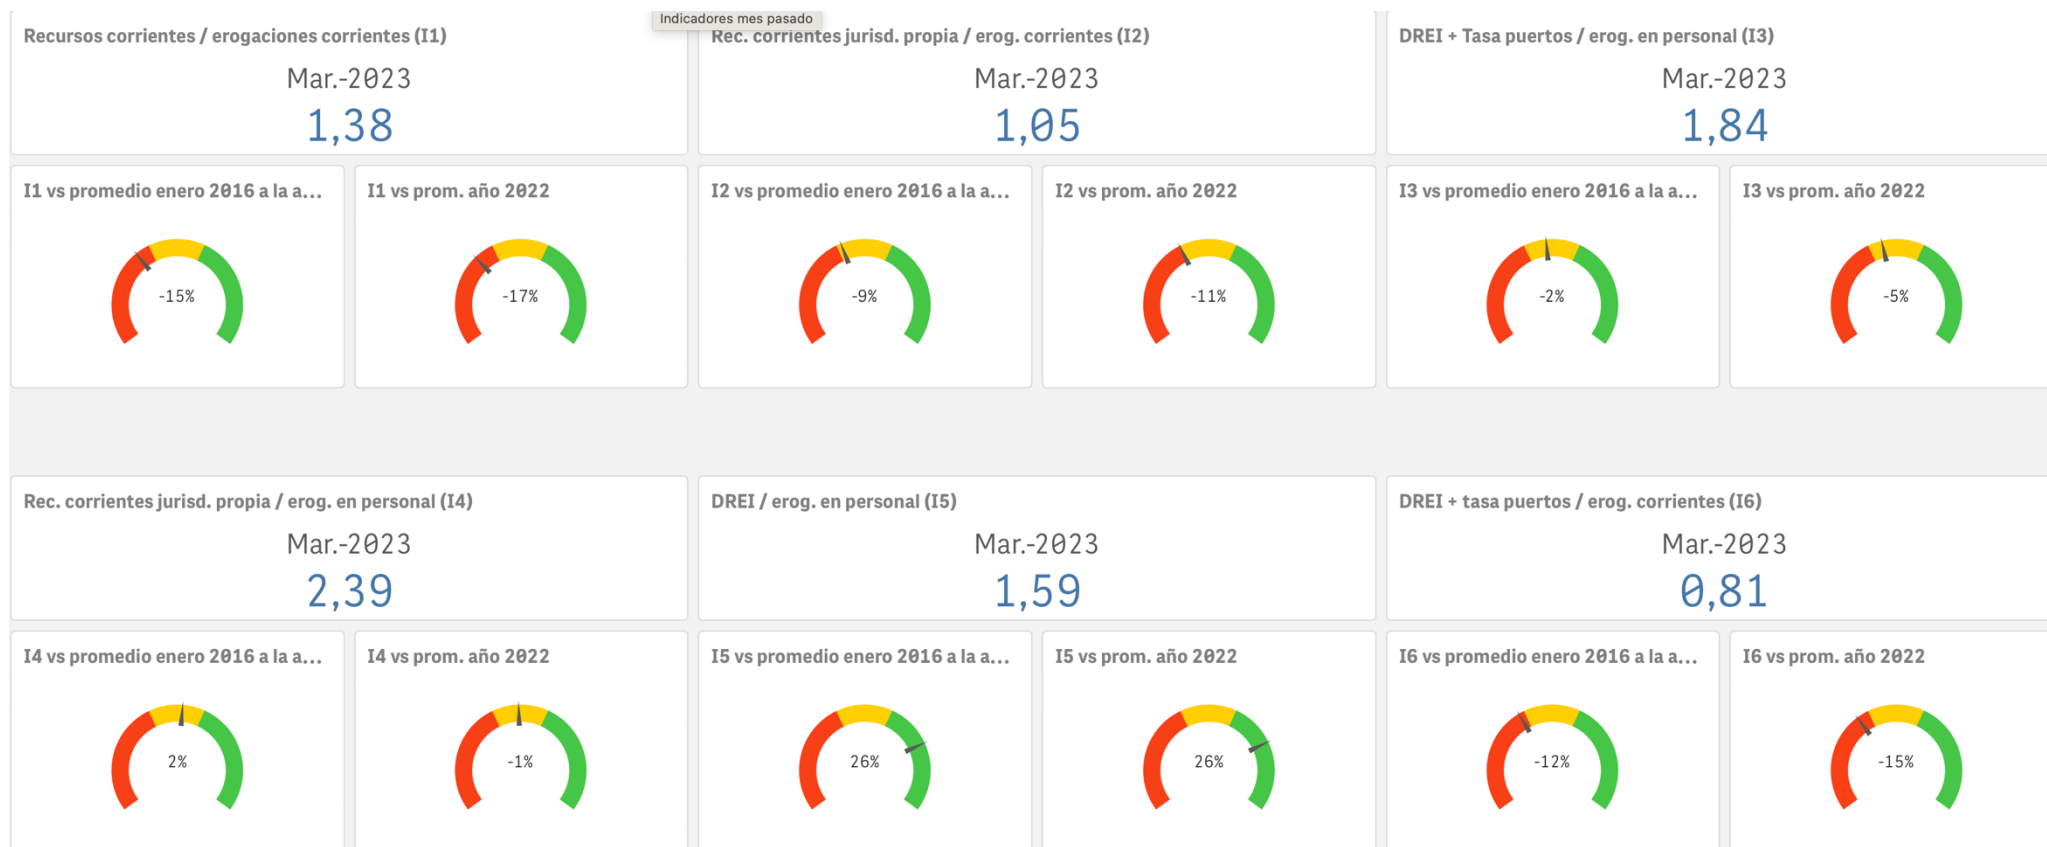 Indicadores mes pasado
Recursos corrientes / erogaciones corrientes (I1)
Mar.-2023
1,38
Rec. corrientes jurisd. propia / erog. corrientes (I2)
Mar.-2023
1,05
DREI + Tasa puertos / erog. en personal (I3)
Mar.-2023
1,84
I1 vs promedio enero 2016 a la a...
-15%
I1 vs prom. año 2022
-17%
I2 vs promedio enero 2016 a la a...
-9%
I2 vs prom. año 2022
-11%
I3 vs promedio enero 2016 a la a...
-2%
I3 vs prom. año 2022
-5%
Rec. corrientes jurisd. propia / erog. en personal (I4)
Mar.-2023
2,39
DREI / erog. en personal (I5)
Mar.-2023
1,59
DREI + tasa puertos / erog. corrientes (I6)
Mar.-2023
0,81
I4 vs promedio enero 2016 a la a...
2%
I4 vs prom. año 2022
-1%
I5 vs promedio enero 2016 a la a...
26%
I5 vs prom. año 2022
26%
I6 vs promedio enero 2016 a la a...
-12%
I6 vs prom. año 2022
-15%